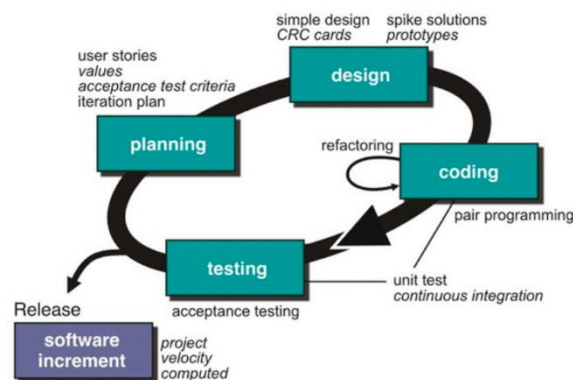 simple design
CRC cards
spike solutions
prototypes
user stories
values
acceptance test criteria
iteration plan
design
planning
refactoring
coding
pair programming
testing
unit test
continuous integration
acceptance testing
Release
software
increment
project
velocity
computed